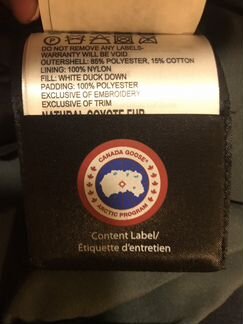 DO NOT REMOVE ANY LABELS-
WARRANTY WILL BE VOID
OUTERSHELL: 85% POLYESTER, 15% COTTON
LINING: 100% NYLON
FILL: WHITE DUCK DOWN
PADDING: 100% POLYESTER
EXCLUSIVE OF EMBROIDERY
EXCLUSIVE OF TRIM
NATURAL COYOTE FUR
CANADA GOOSE®
ARCTIC PROGRAM
Content Label/
Étiquette d'entretien